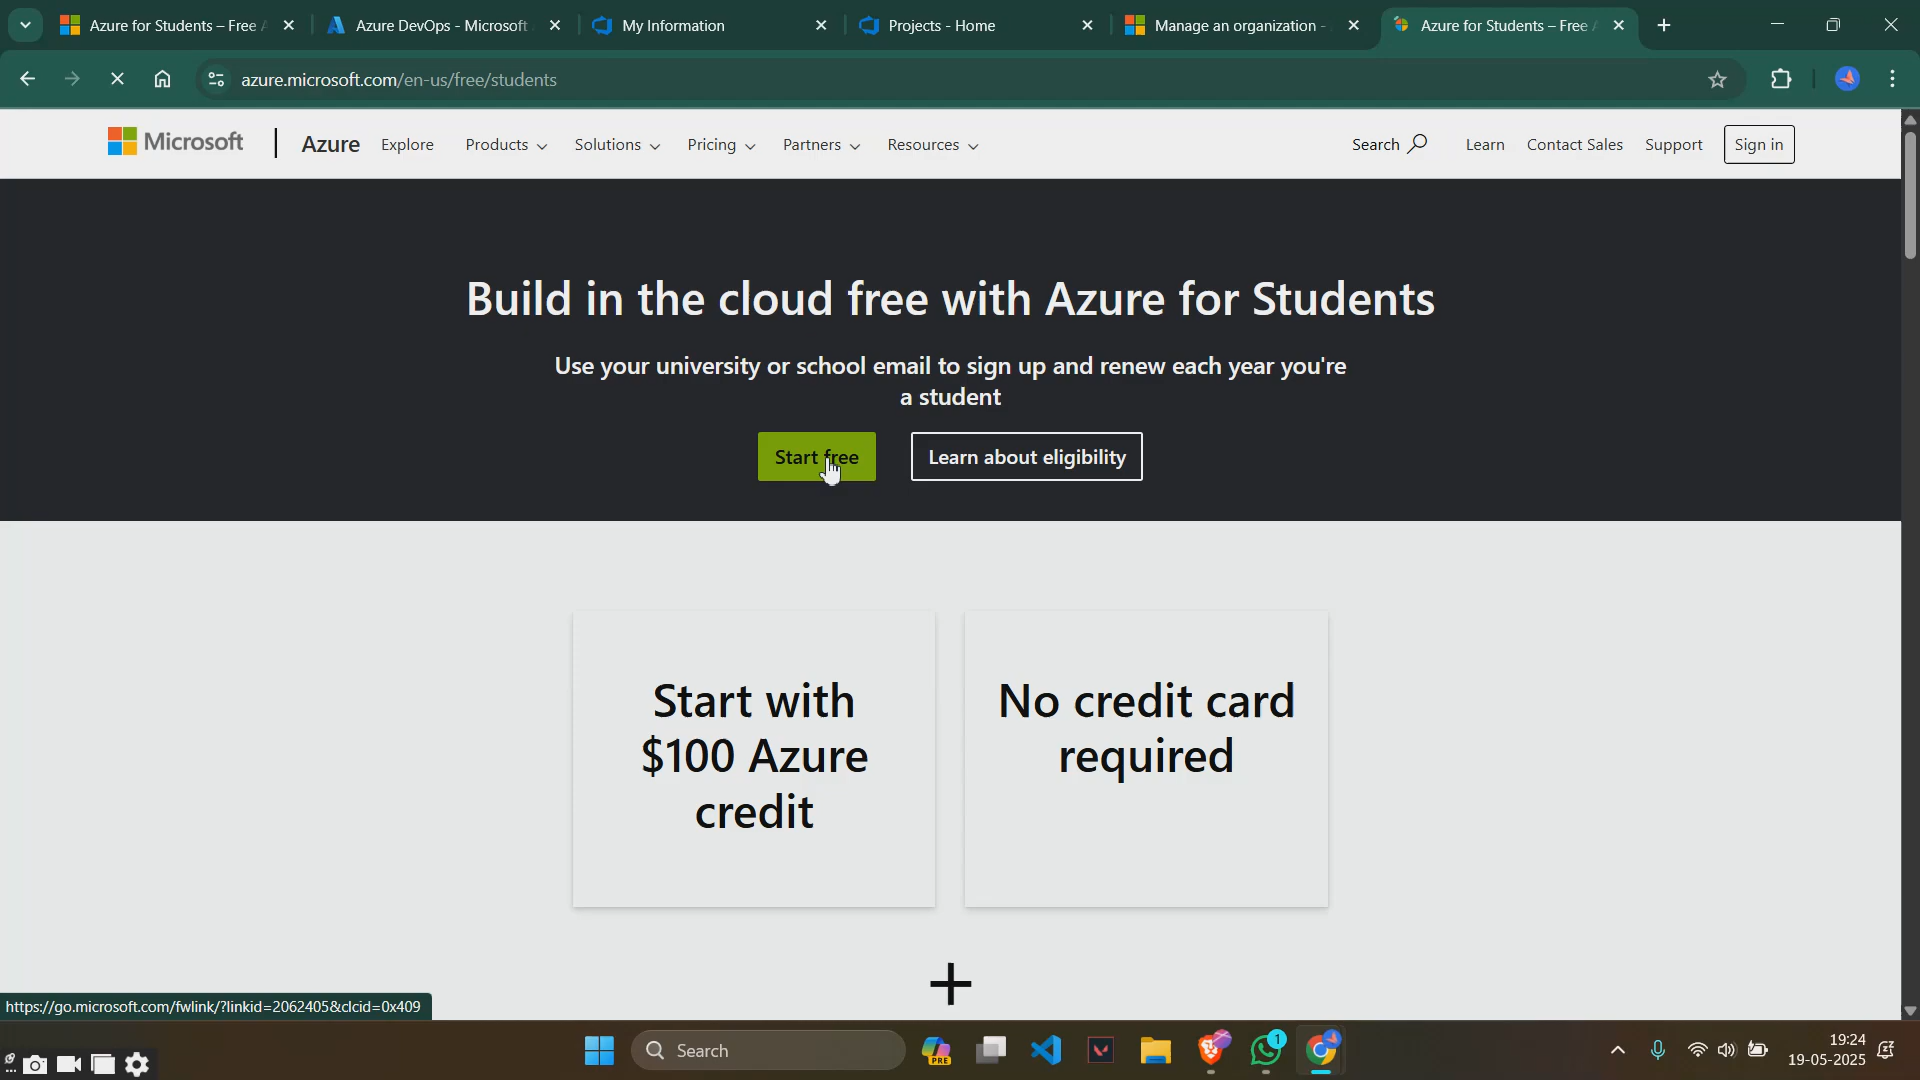 Azure for Students – Free A
Azure DevOps - Microsoft
My Information
Projects - Home
Manage an organization -
Azure for Students – Free A
azure.microsoft.com/en-us/free/students
Microsoft
Azure
Explore
Products
Solutions
Pricing
Partners
Resources
Search
Learn
Contact Sales
Support
Sign in
Build in the cloud free with Azure for Students
Use your university or school email to sign up and renew each year you're
a student
Start free
Learn about eligibility
Start with
$100 Azure
credit
No credit card
required
+
https://go.microsoft.com/fwlink/?linkid=2062405&clcid=0x409
Search
PRE
1
19:24
19-05-2025